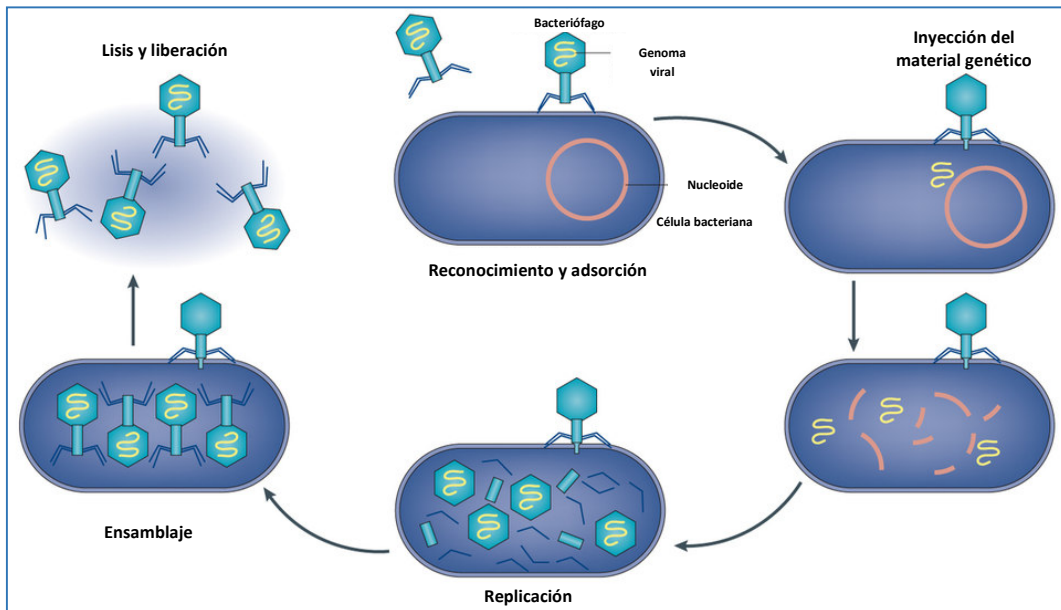 Bacteriófago
Genoma
viral
Nucleoide
Célula bacteriana
Reconocimiento y adsorción
Inyección del
material genético
Replicación
Ensamblaje
Lisis y liberación